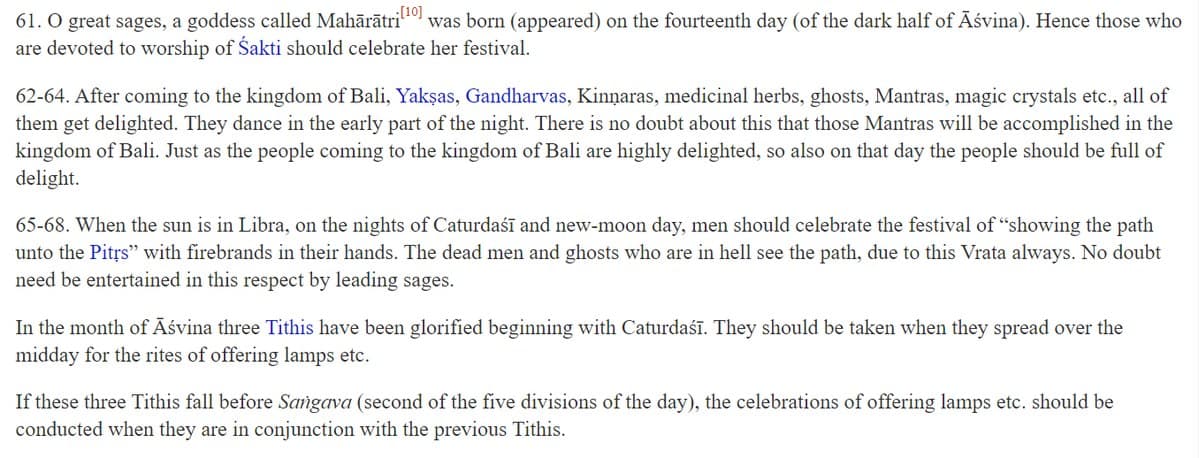 61. O great sages, a goddess called Mahārātri[10] was born (appeared) on the fourteenth day (of the dark half of Āśvina). Hence those who
are devoted to worship of Śakti should celebrate her festival.
62-64. After coming to the kingdom of Bali, Yakṣas, Gandharvas, Kinṇaras, medicinal herbs, ghosts, Mantras, magic crystals etc., all of
them get delighted. They dance in the early part of the night. There is no doubt about this that those Mantras will be accomplished in the
kingdom of Bali. Just as the people coming to the kingdom of Bali are highly delighted, so also on that day the people should be full of
delight.
65-68. When the sun is in Libra, on the nights of Caturdaśī and new-moon day, men should celebrate the festival of “showing the path
unto the Pitṛs” with firebrands in their hands. The dead men and ghosts who are in hell see the path, due to this Vrata always. No doubt
need be entertained in this respect by leading sages.
In the month of Āśvina three Tithis have been glorified beginning with Caturdaśī. They should be taken when they spread over the
midday for the rites of offering lamps etc.
If these three Tithis fall before Saṅgava (second of the five divisions of the day), the celebrations of offering lamps etc. should be
conducted when they are in conjunction with the previous Tithis.